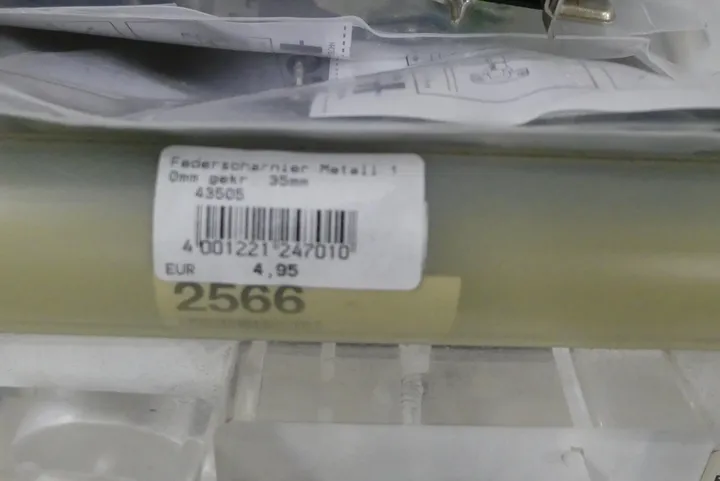 Federscharnier Metall 1
0mm gekr 35mm
43505
4 001221 247010
EUR 4,95
2566